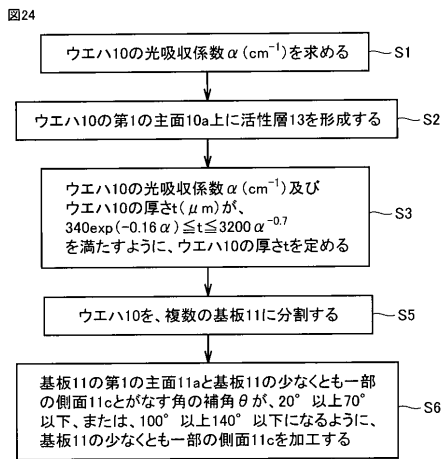 図24
ウエハ10の光吸収係数α(cm⁻¹)を求める
S1
ウエハ10の第1の主面10a上に活性層13を形成する
S2
ウエハ10の光吸収係数α(cm⁻¹)及び
ウエハ10の厚さt(μm)が、
340exp(-0.16α)≦t≦3200α⁻⁰·⁷
を満たすように、ウエハ10の厚さtを定める
S3
ウエハ10を、複数の基板11に分割する
S5
基板11の第1の主面11aと基板11の少なくとも一部
の側面11cとがなす角の補角θが、20°以上70°
以下、または、100°以上140°以下になるように、
基板11の少なくとも一部の側面11cを加工する
S6